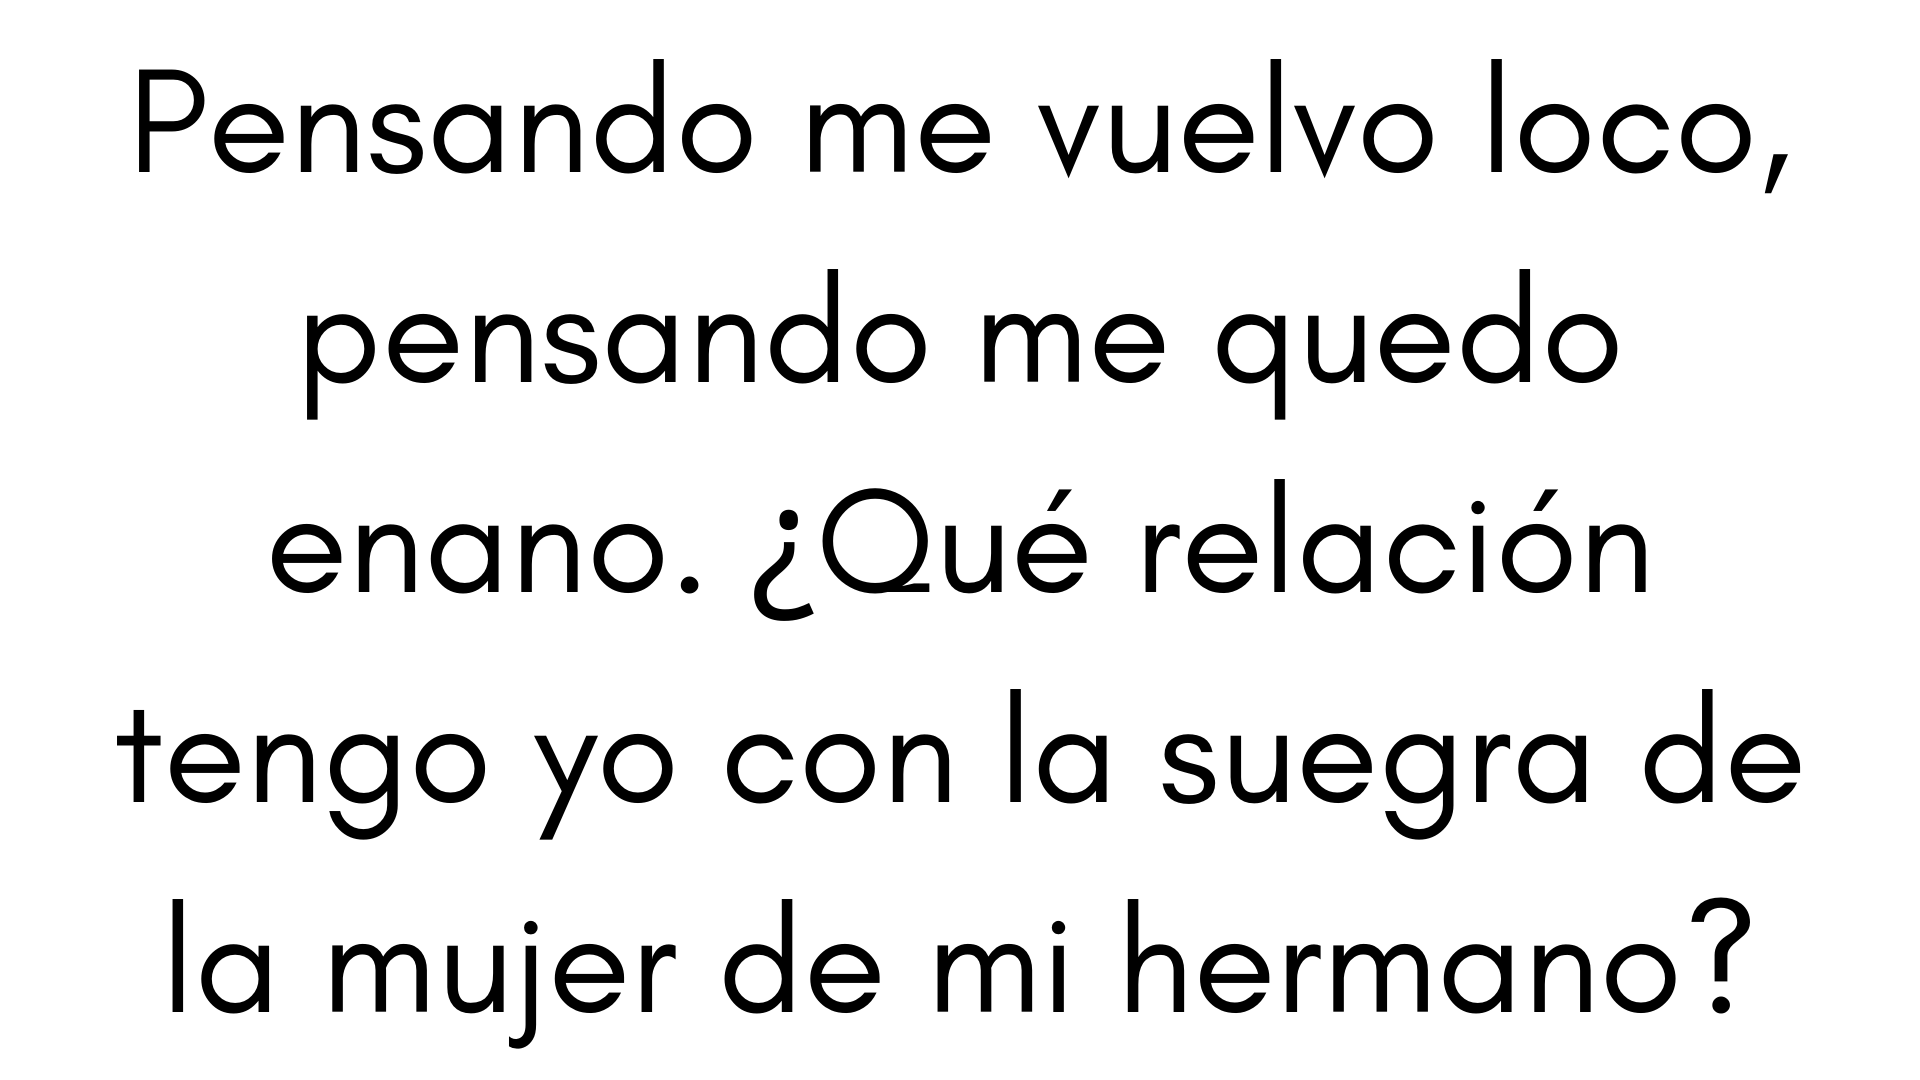 Pensando me vuelvo loco,
pensando me quedo
enano. ¿Qué relación
tengo yo con la suegra de
la mujer de mi hermano?